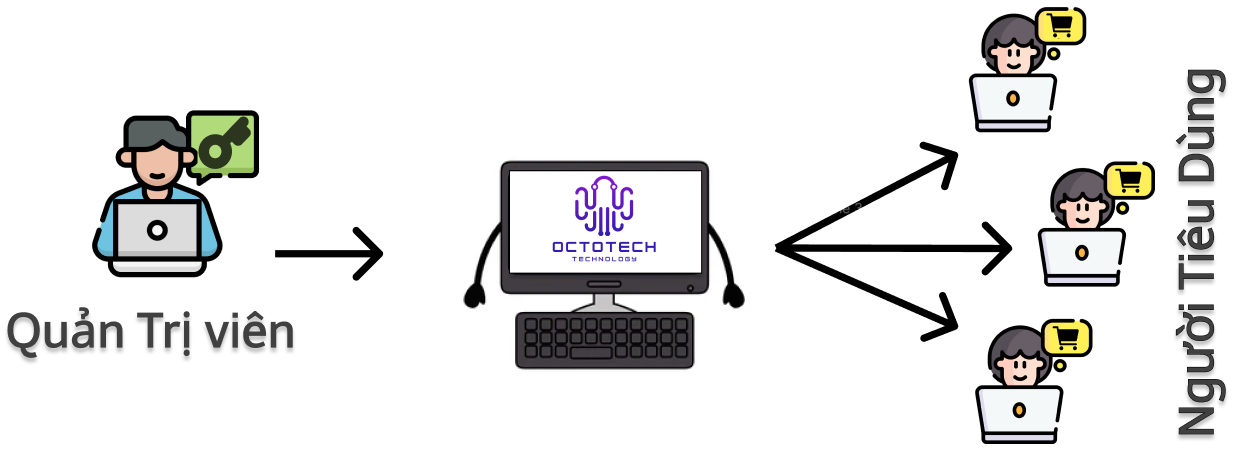 Quản Trị viên
OCTOTECH
TECHNOLOGY
Người Tiêu Dùng